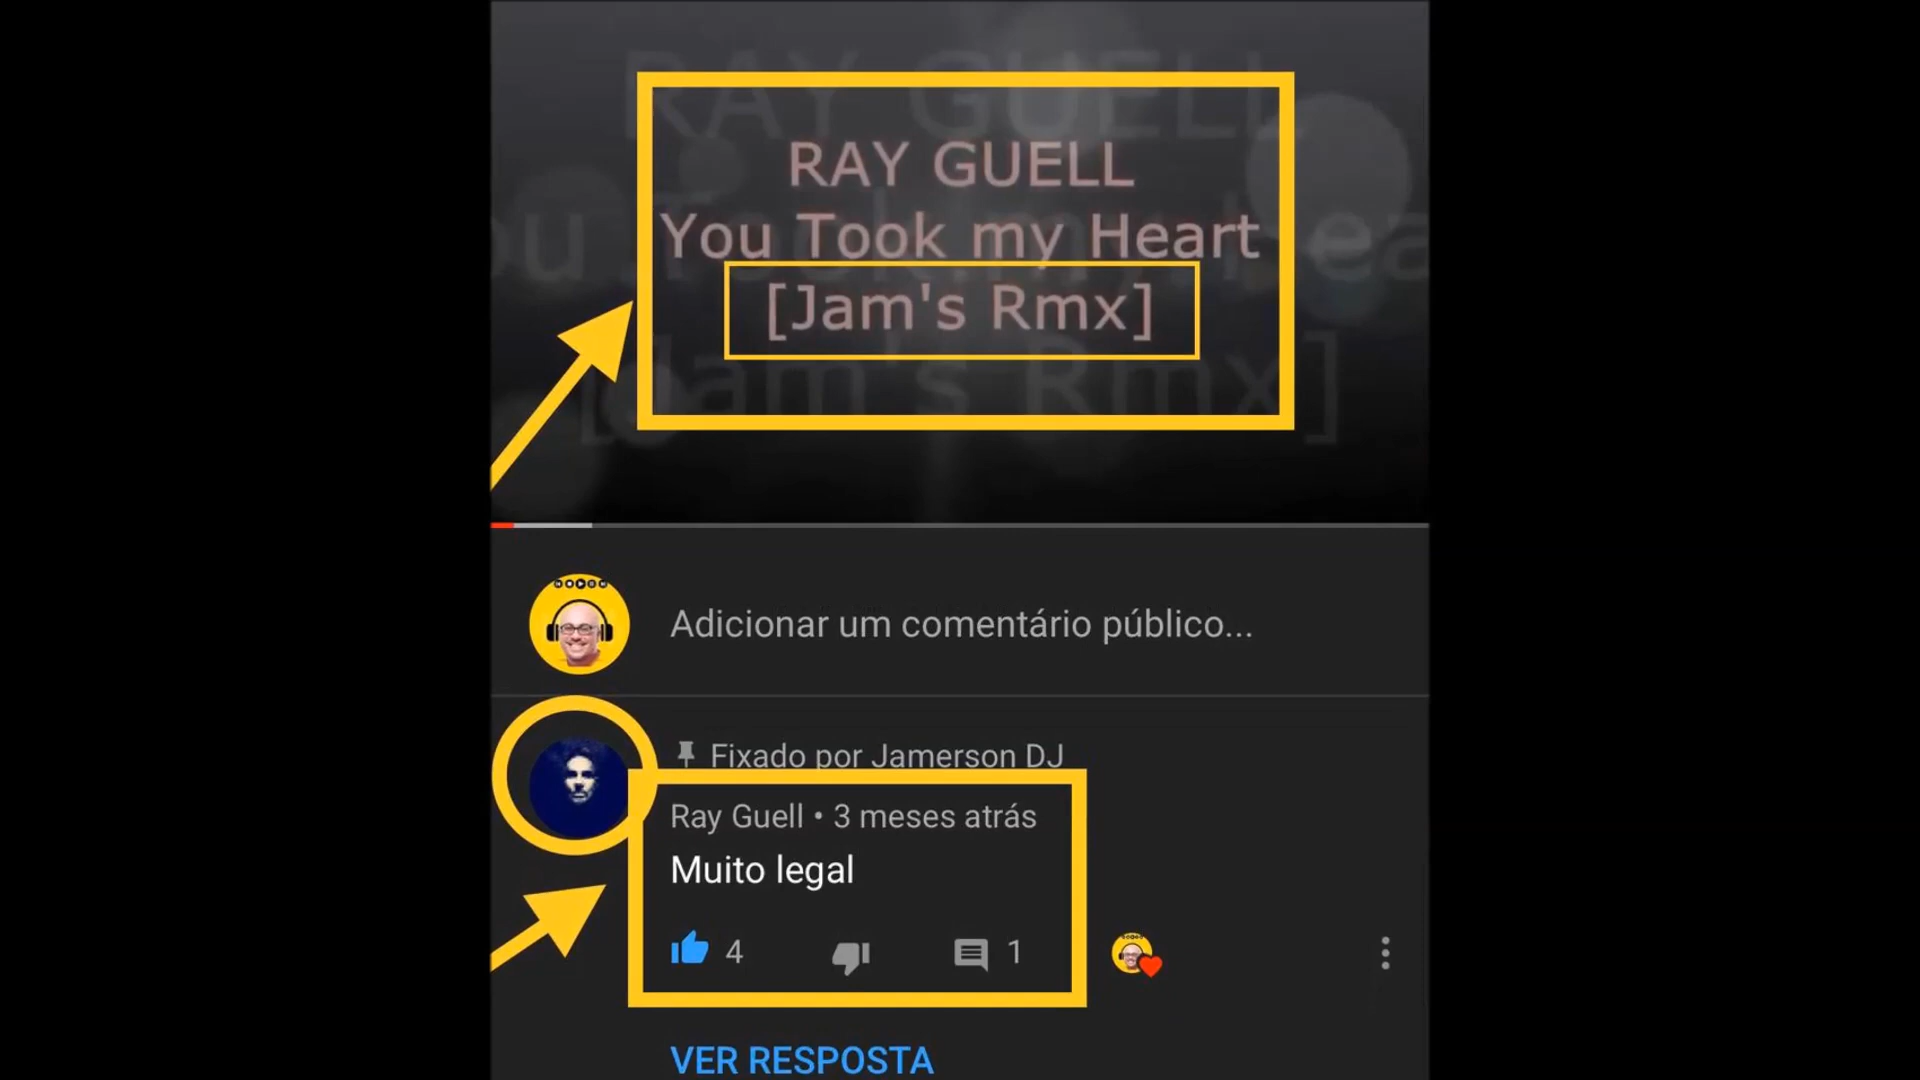 RAY GUELL
You Took my Heart
[Jam's Rmx]
Adicionar um comentário público...
Fixado por Jamerson DJ
Ray Guell • 3 meses atrás
Muito legal
4 1
VER RESPOSTA